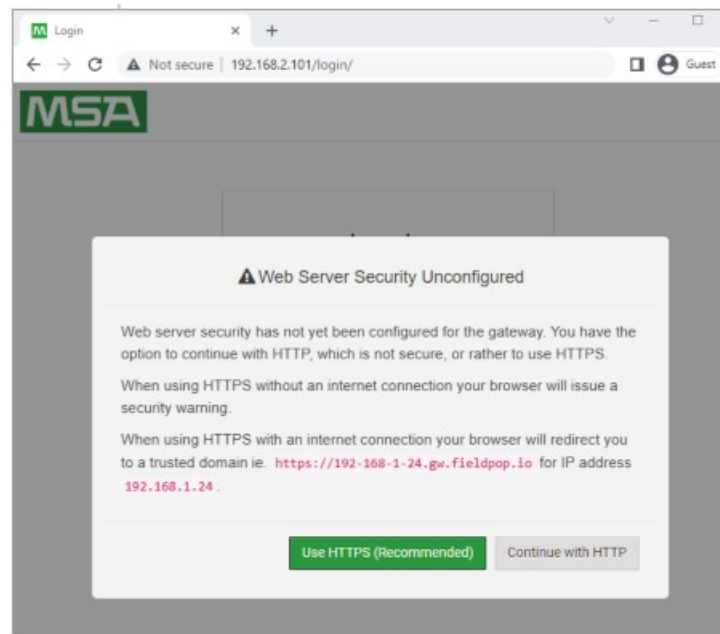 Login
Not secure | 192.168.2.101/login/
Guest
MSA
Web Server Security Unconfigured
Web server security has not yet been configured for the gateway. You have the
option to continue with HTTP, which is not secure, or rather to use HTTPS.
When using HTTPS without an internet connection your browser will issue a
security warning.
When using HTTPS with an internet connection your browser will redirect you
to a trusted domain ie. https://192-168-1-24.gw.fieldpop.io for IP address
192.168.1.24 .
Use HTTPS (Recommended)
Continue with HTTP